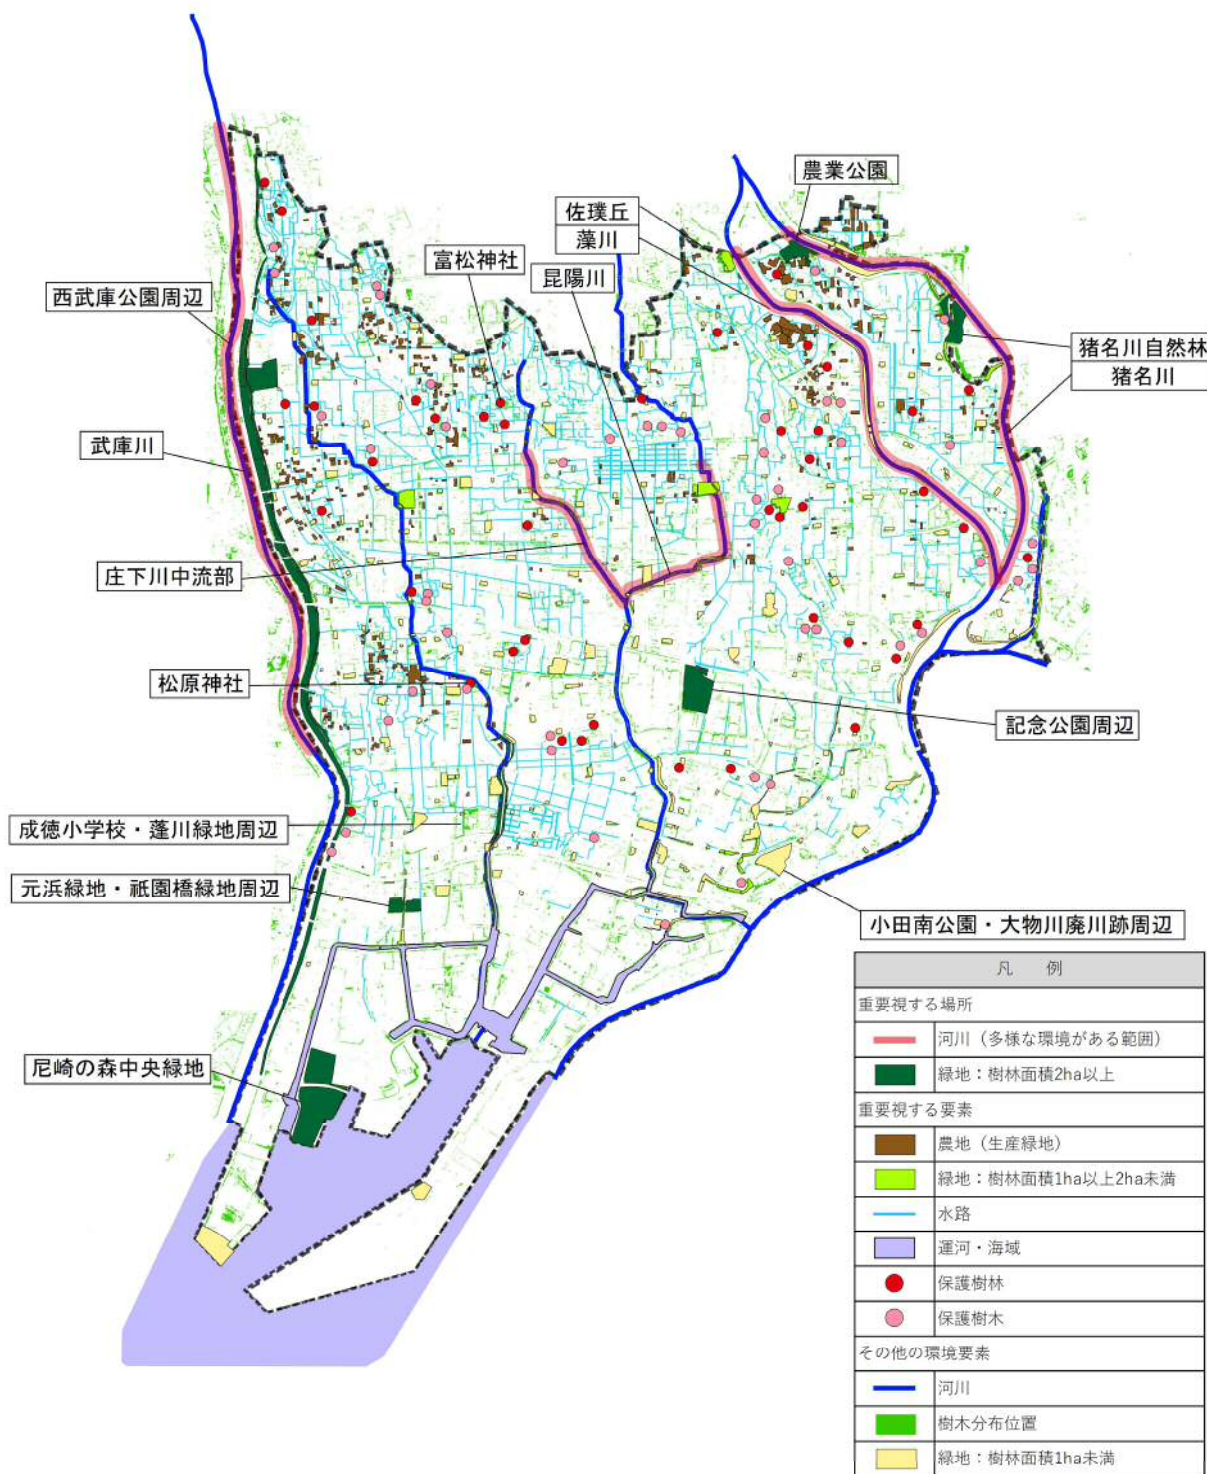 農業公園
佐璞丘
藻川
富松神社
昆陽川
西武庫公園周辺
猪名川自然林
猪名川
武庫川
庄下川中流部
松原神社
記念公園周辺
成徳小学校・蓬川緑地周辺
元浜緑地・祇園橋緑地周辺
小田南公園・大物川廃川跡周辺
尼崎の森中央緑地
凡 例
重要視する場所
河川（多様な環境がある範囲）
緑地：樹林面積2ha以上
重要視する要素
農地（生産緑地）
緑地：樹林面積1ha以上2ha未満
水路
運河・海域
保護樹林
保護樹木
その他の環境要素
河川
樹木分布位置
緑地：樹林面積1ha未満